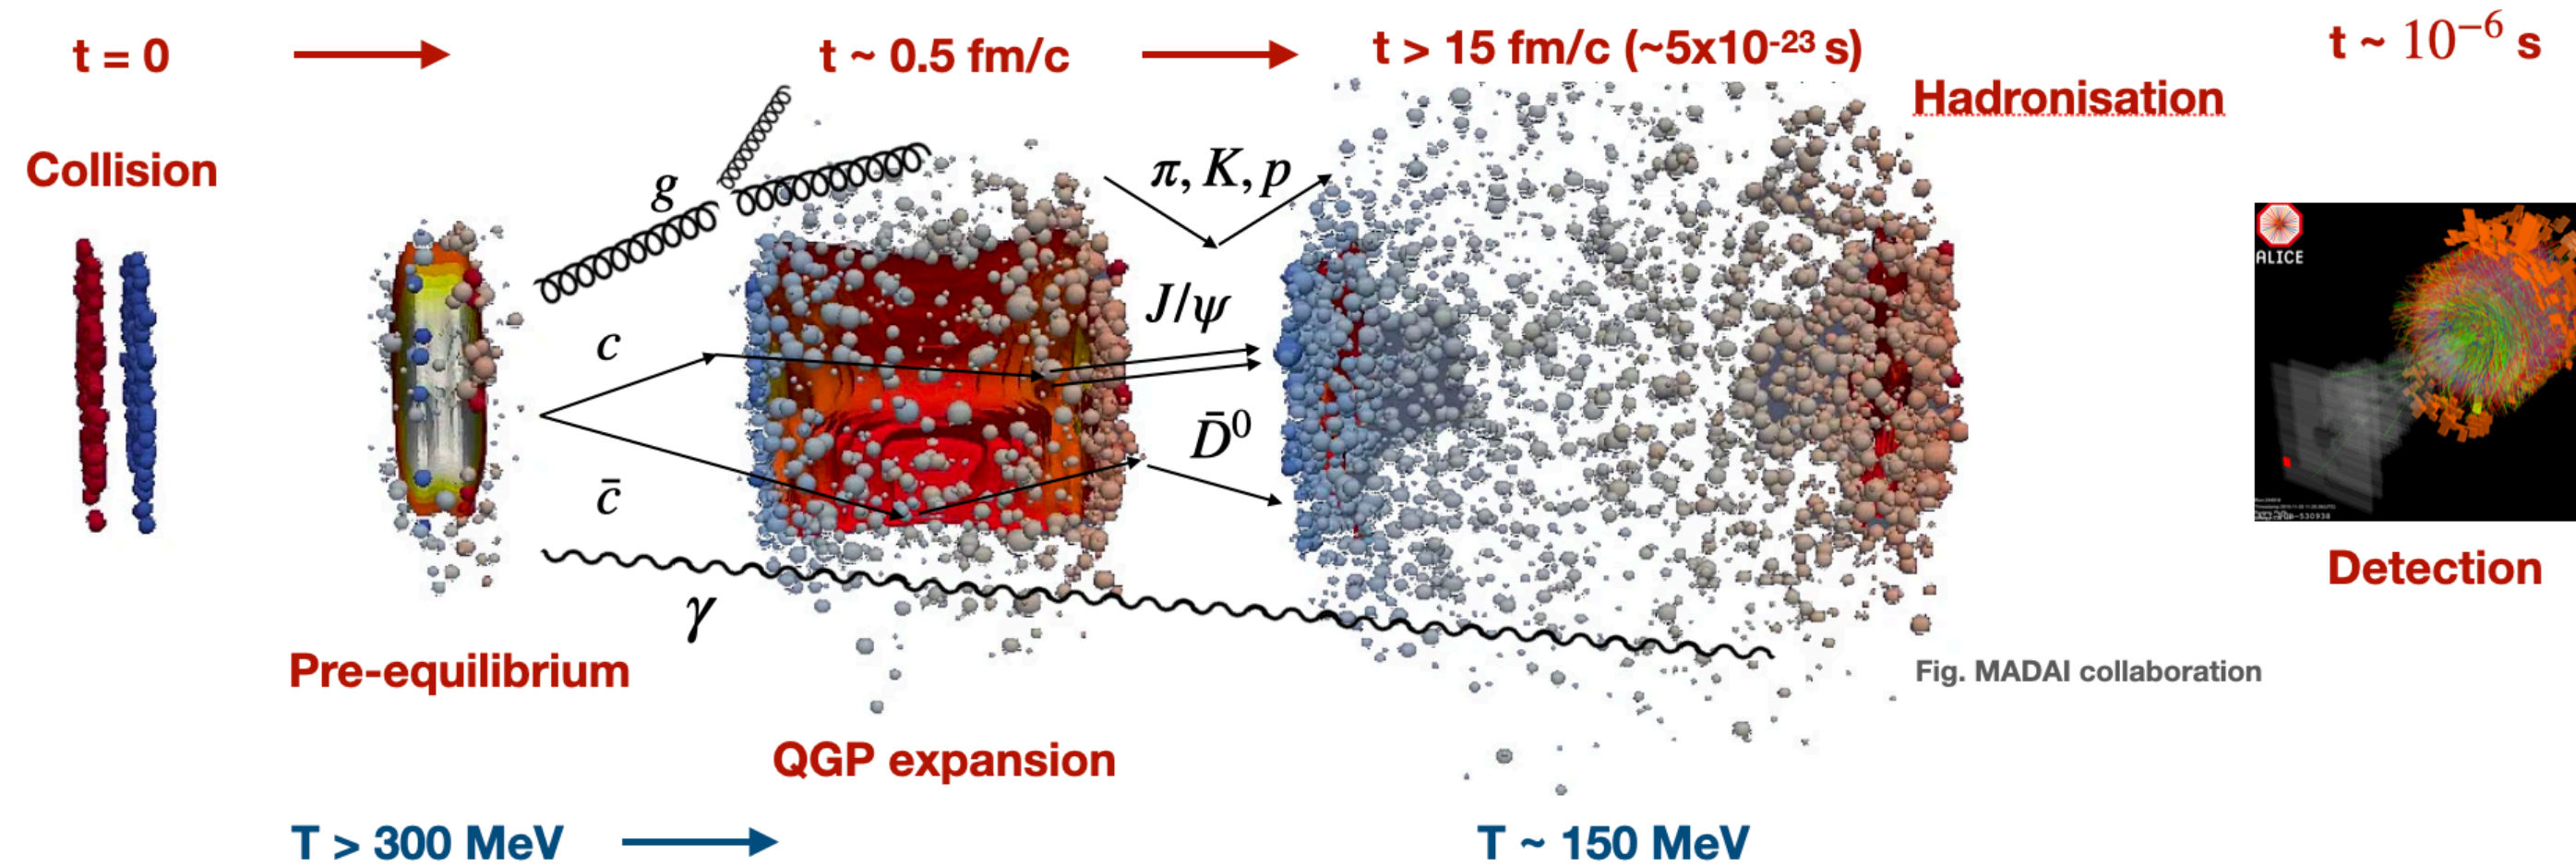 t = 0
t ~ 0.5 fm/c
t > 15 fm/c (~5x10⁻²³ s)
t ~ 10⁻⁶ s
Hadronisation
Collision
g
π, K, p
ALICE
J/ψ
c
D̄⁰
c̄
Detection
γ
Pre-equilibrium
Fig. MADAI collaboration
QGP expansion
T > 300 MeV
T ~ 150 MeV